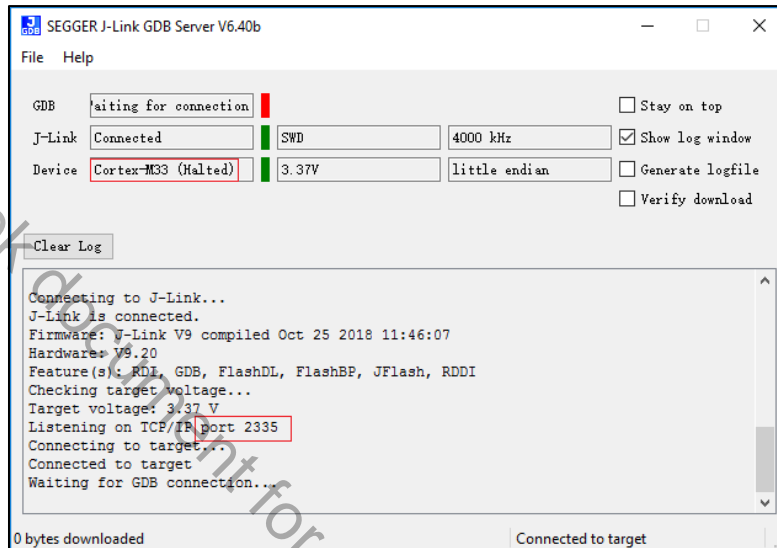 J GDB SEGGER J-Link GDB Server V6.40b
File Help
GDB 'aiting for connection Stay on top
J-Link Connected SWD 4000 kHz Show log window
Device Cortex-M33 (Halted) 3.37V little endian Generate logfile
Verify download
Clear Log
Connecting to J-Link...
J-Link is connected.
Firmware: J-Link V9 compiled Oct 25 2018 11:46:07
Hardware: V9.20
Feature(s): RDI, GDB, FlashDL, FlashBP, JFlash, RDDI
Checking target voltage...
Target voltage: 3.37 V
Listening on TCP/IP port 2335
Connecting to target...
Connected to target
Waiting for GDB connection...
0 bytes downloaded Connected to target
k document for